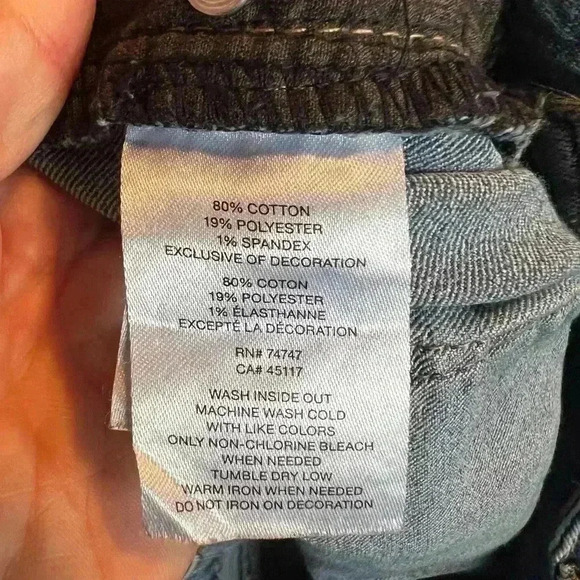 80% COTTON
19% POLYESTER
1% SPANDEX
EXCLUSIVE OF DECORATION
80% COTON
19% POLYESTER
1% ÉLASTHANNE
EXCEPTÉ LA DÉCORATION
RN# 74747
CA# 45117
WASH INSIDE OUT
MACHINE WASH COLD
WITH LIKE COLORS
ONLY NON-CHLORINE BLEACH
WHEN NEEDED
TUMBLE DRY LOW
WARM IRON WHEN NEEDED
DO NOT IRON ON DECORATION